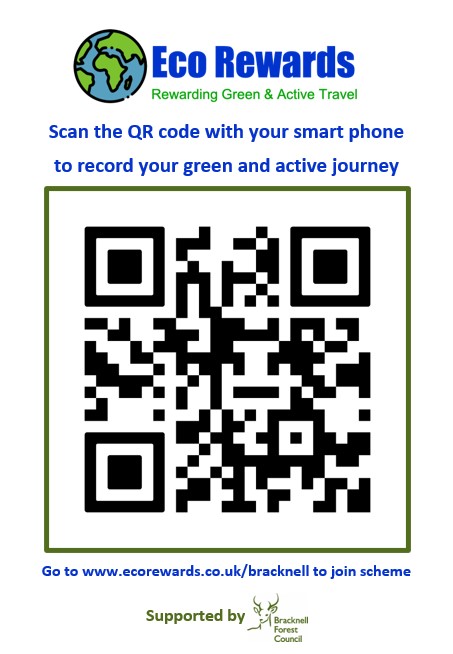 Eco Rewards
Rewarding Green & Active Travel
Scan the QR code with your smart phone
to record your green and active journey
Go to www.ecorewards.co.uk/bracknell to join scheme
Supported by
Bracknell
Forest
Council